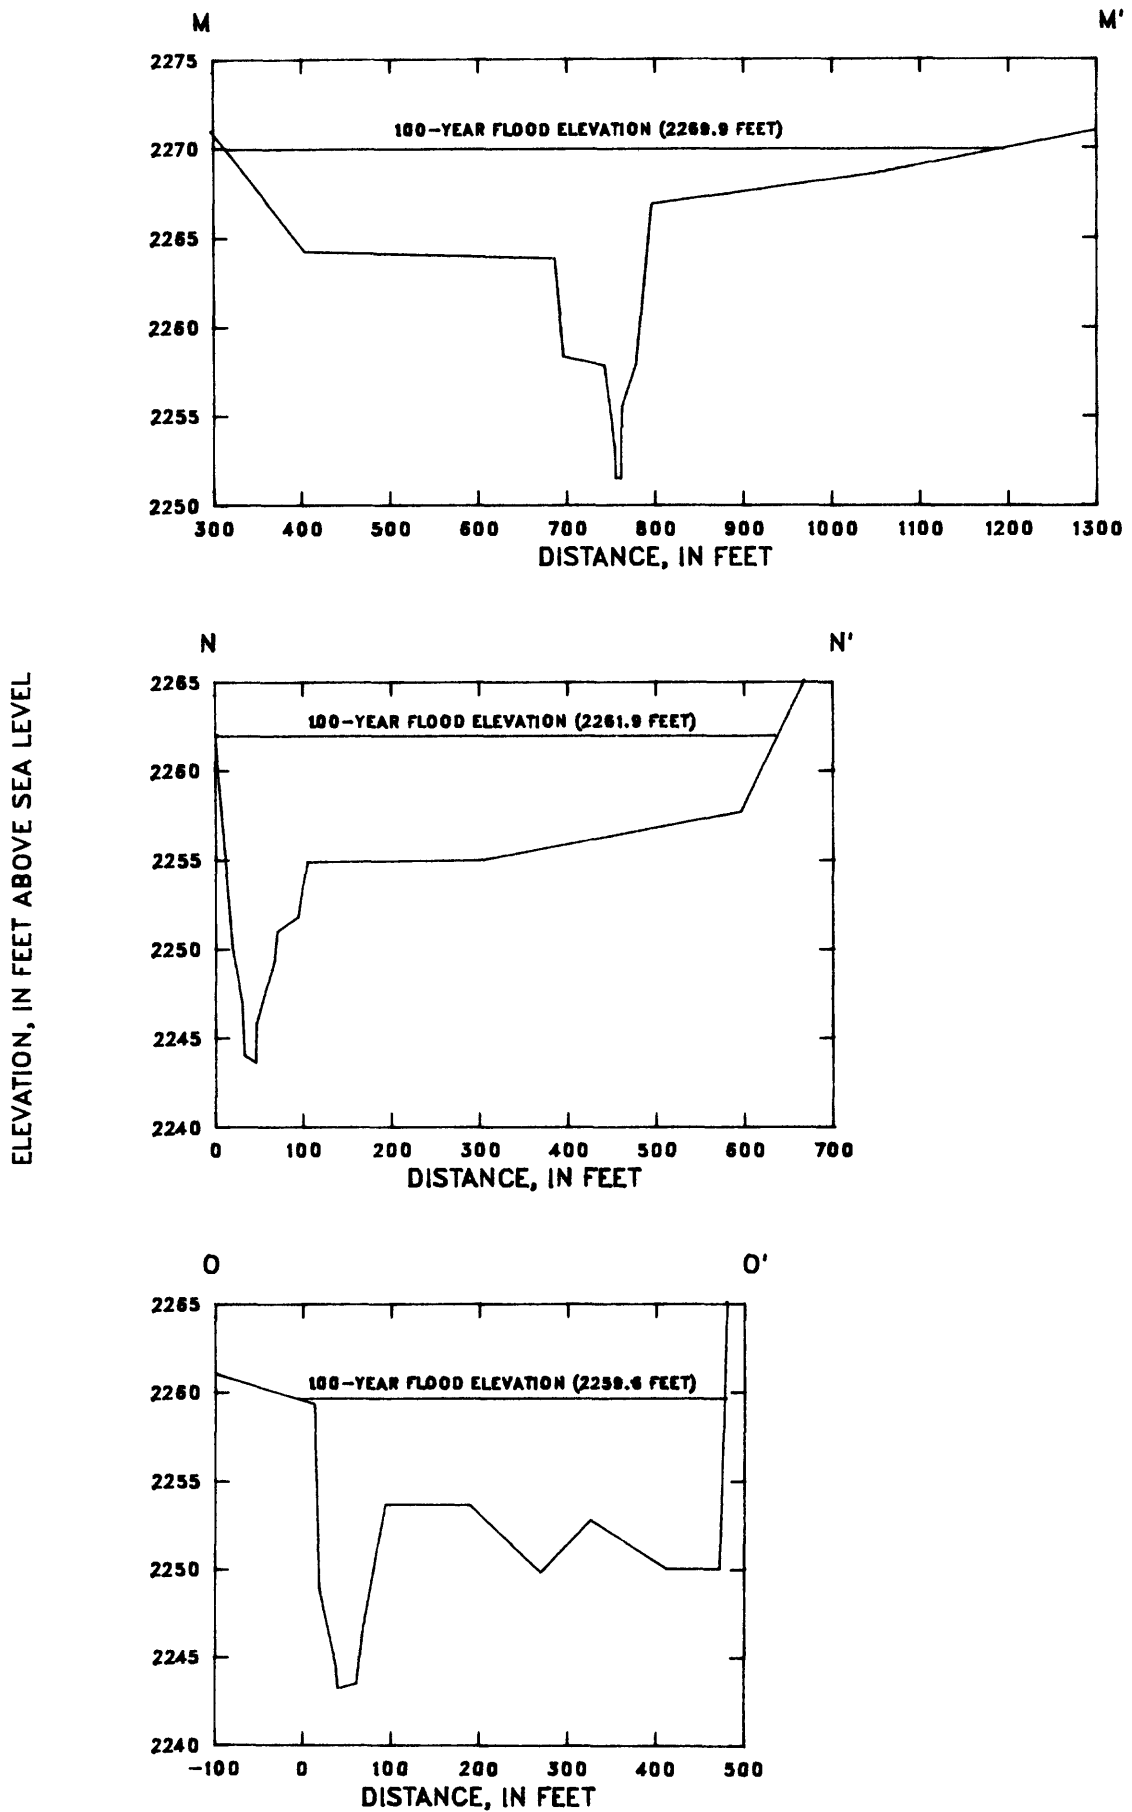 M M'
2275
100-YEAR FLOOD ELEVATION (2269.9 FEET)
2270
2265
2260
2255
2250
300 400 500 600 700 800 900 1000 1100 1200 1300
DISTANCE, IN FEET
ELEVATION, IN FEET ABOVE SEA LEVEL
N N'
2265
100-YEAR FLOOD ELEVATION (2261.9 FEET)
2260
2255
2250
2245
2240
0 100 200 300 400 500 600 700
DISTANCE, IN FEET
O O'
2265
100-YEAR FLOOD ELEVATION (2259.6 FEET)
2260
2255
2250
2245
2240
-100 0 100 200 300 400 500
DISTANCE, IN FEET